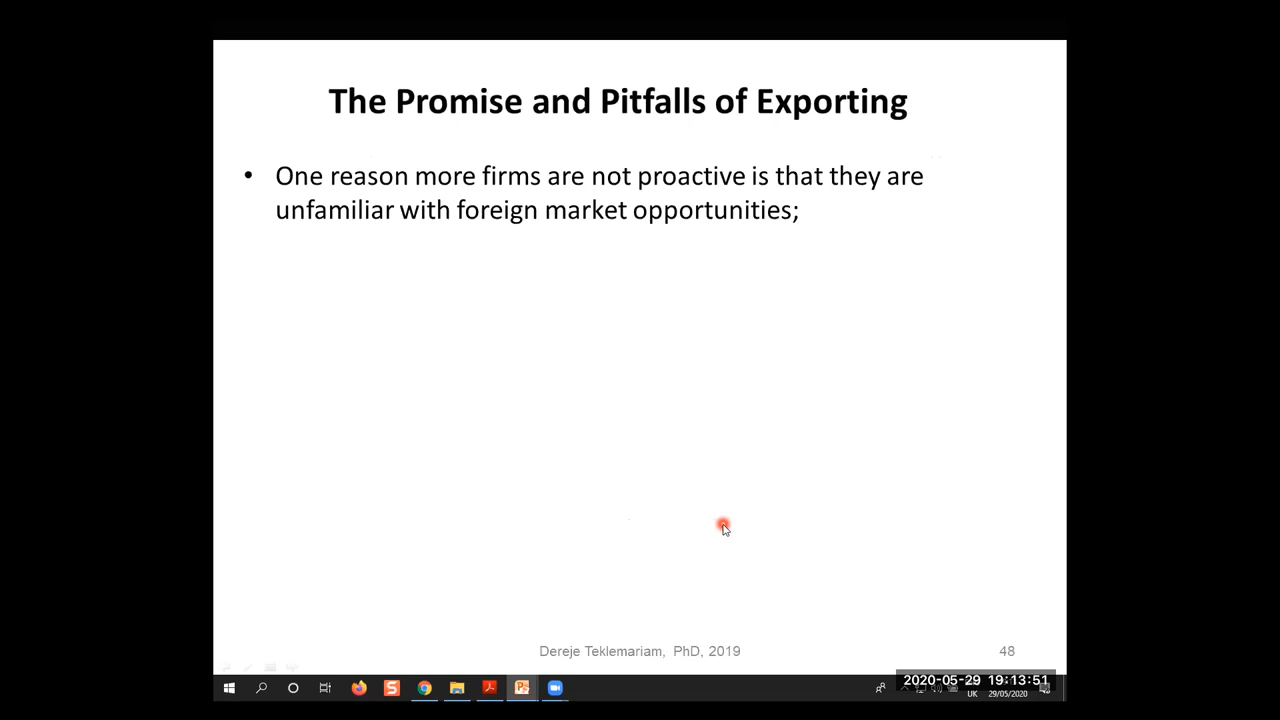 The Promise and Pitfalls of Exporting
• One reason more firms are not proactive is that they are
unfamiliar with foreign market opportunities;
Dereje Teklemariam, PhD, 2019
48
2020-05-29 19:13:51
UK
29/05/2020